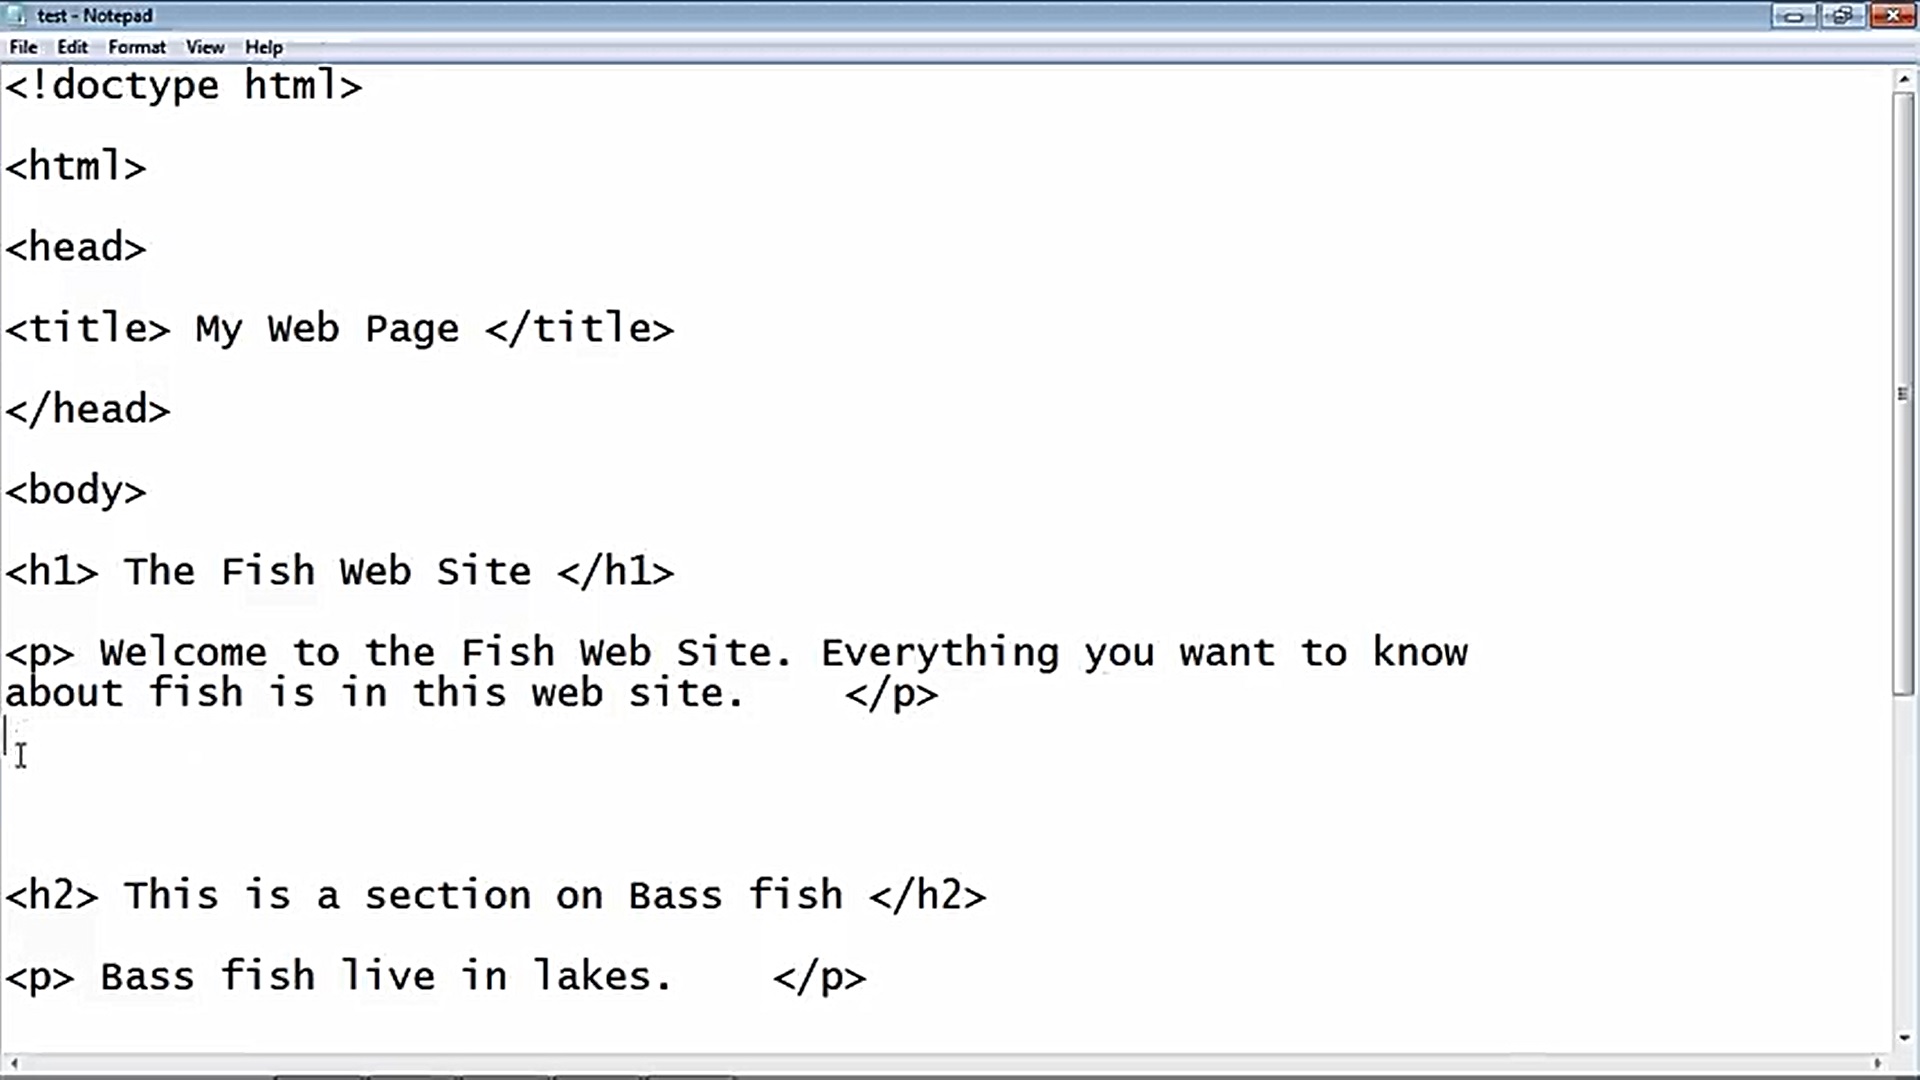 test - Notepad
File Edit Format View Help
<!doctype html>
<html>
<head>
<title> My Web Page </title>
</head>
<body>
<h1> The Fish Web Site </h1>
<p> Welcome to the Fish Web Site. Everything you want to know
about fish is in this web site.    </p>
<h2> This is a section on Bass fish </h2>
<p> Bass fish live in lakes.    </p>